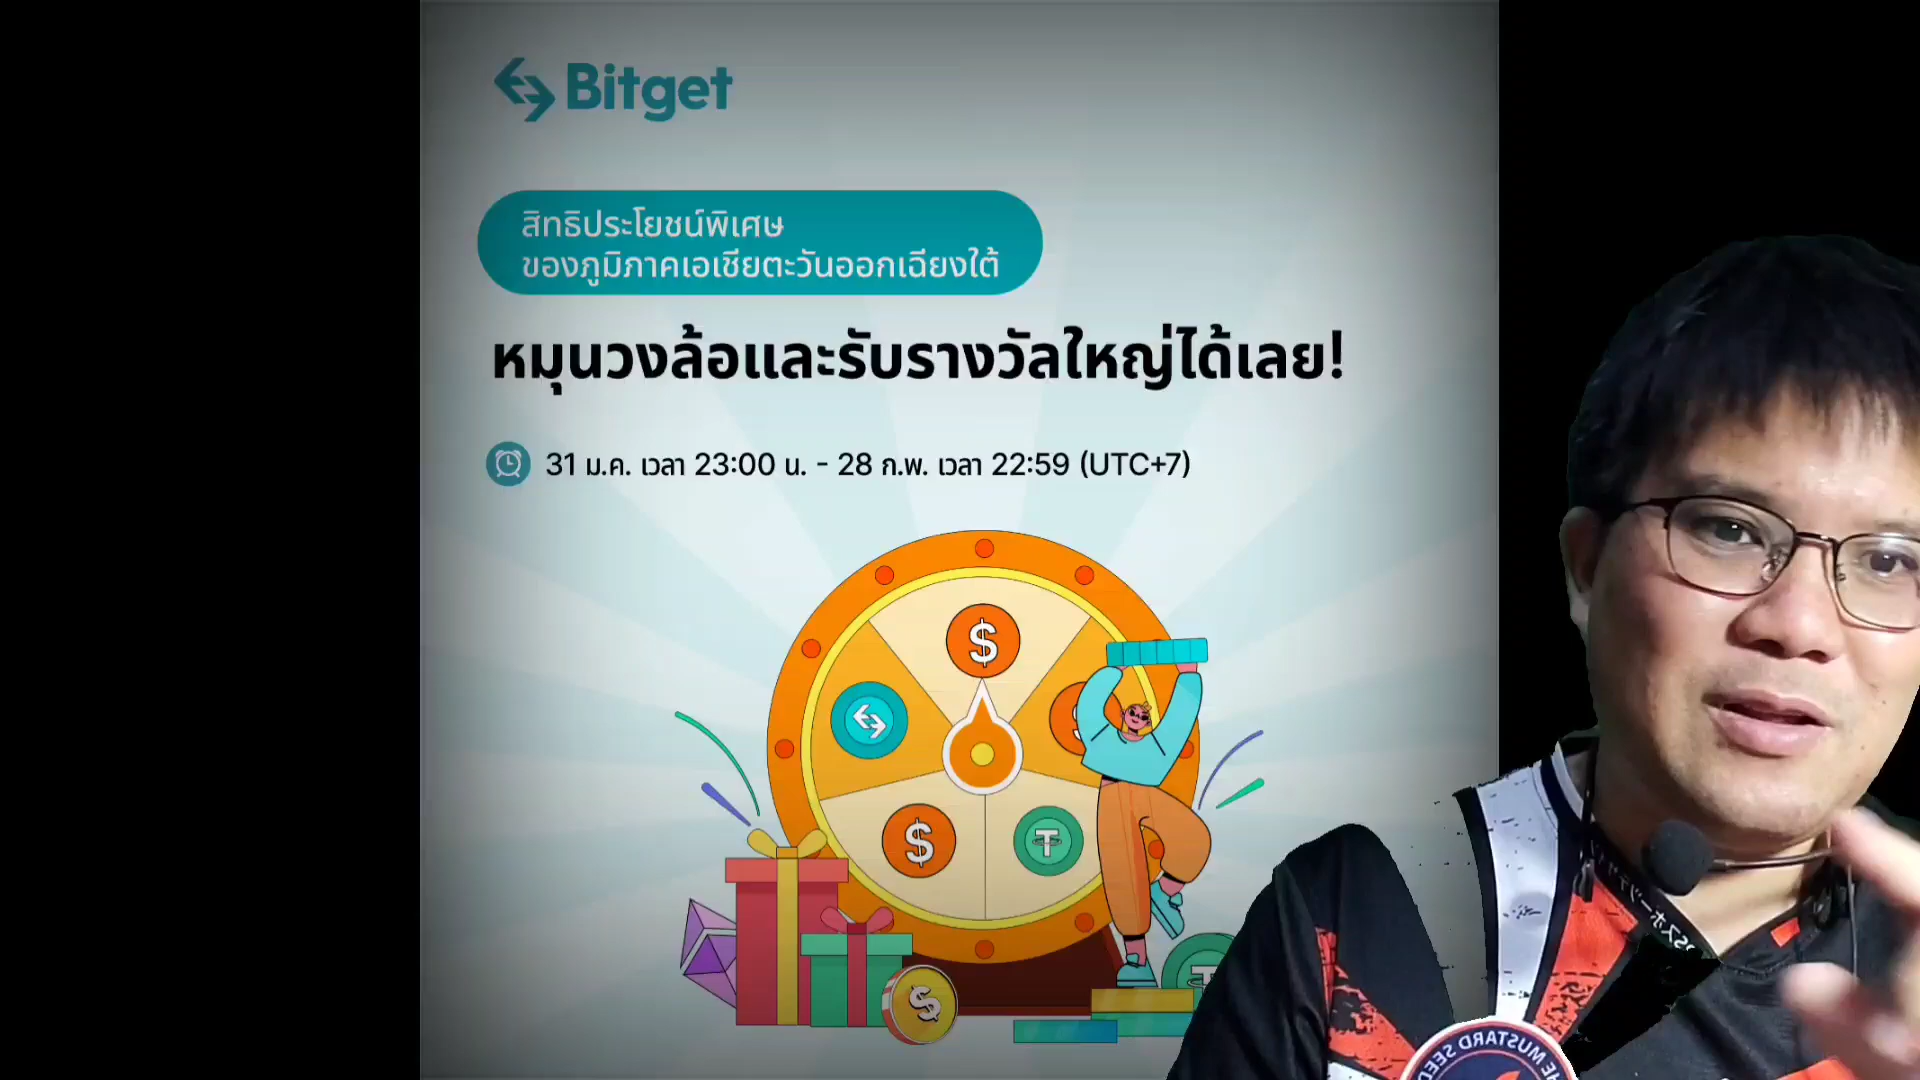 Bitget
สิทธิประโยชน์พิเศษ
ของภูมิภาคเอเชียตะวันออกเฉียงใต้
หมุนวงล้อและรับรางวัลใหญ่ได้เลย!
31 ม.ค. เวลา 23:00 น. - 28 ก.พ. เวลา 22:59 (UTC+7)
$
$
$
HE MUSTARD SEED